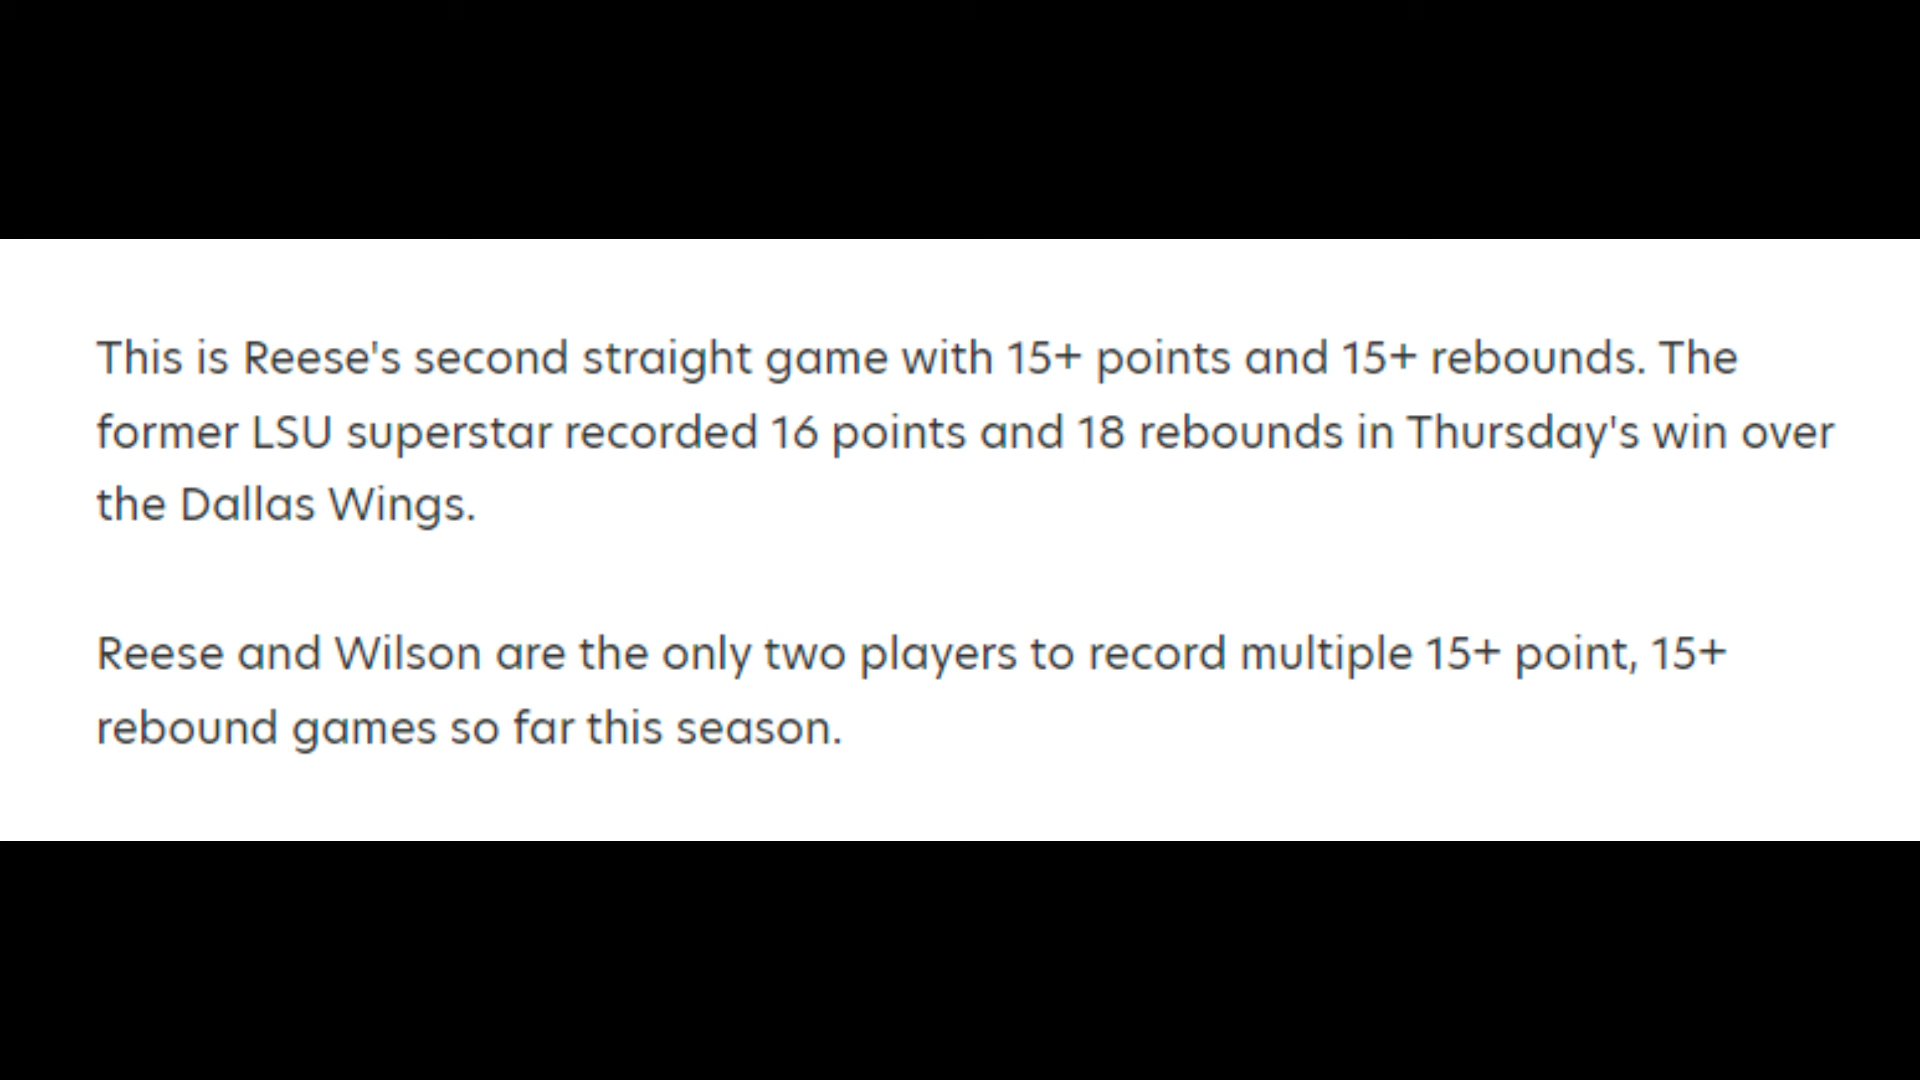 This is Reese's second straight game with 15+ points and 15+ rebounds. The
former LSU superstar recorded 16 points and 18 rebounds in Thursday's win over
the Dallas Wings.
Reese and Wilson are the only two players to record multiple 15+ point, 15+
rebound games so far this season.